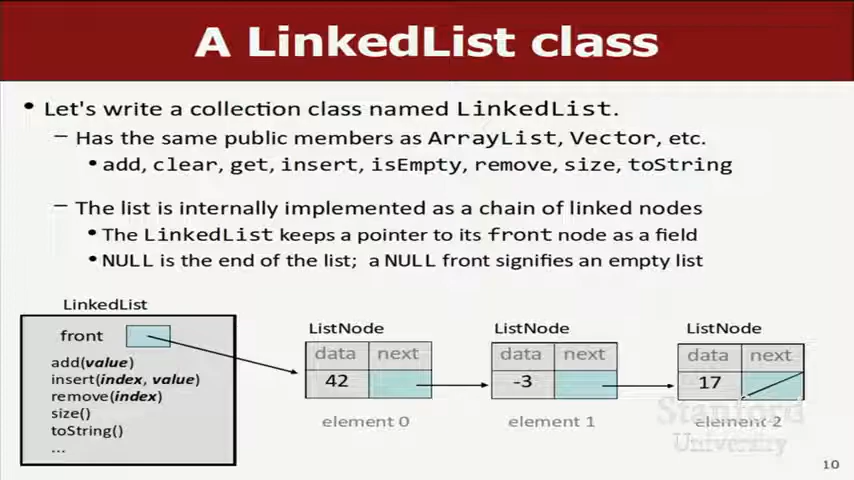 A LinkedList class
• Let's write a collection class named LinkedList.
– Has the same public members as ArrayList, Vector, etc.
• add, clear, get, insert, isEmpty, remove, size, toString
– The list is internally implemented as a chain of linked nodes
• The LinkedList keeps a pointer to its front node as a field
• NULL is the end of the list; a NULL front signifies an empty list
LinkedList
front
add(value)
insert(index, value)
remove(index)
size()
toString()
...
ListNode
data next
42
element 0
ListNode
data next
-3
element 1
ListNode
data next
17
element 2
Stanford
University
10